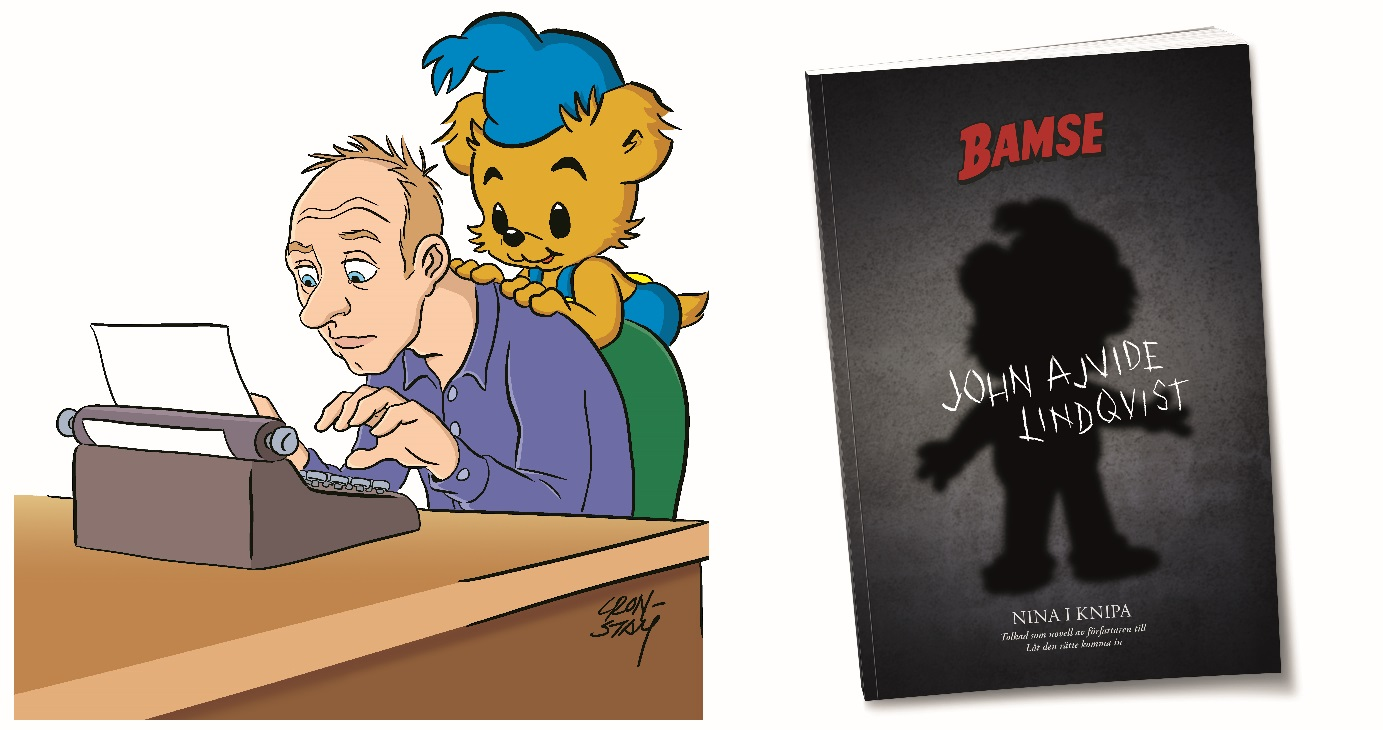 CRON-
STAM
BAMSE
JOHN AJVIDE
LINDQVIST
NINA I KNIPA
Tolkad som novell av författaren till
Låt den rätte komma in